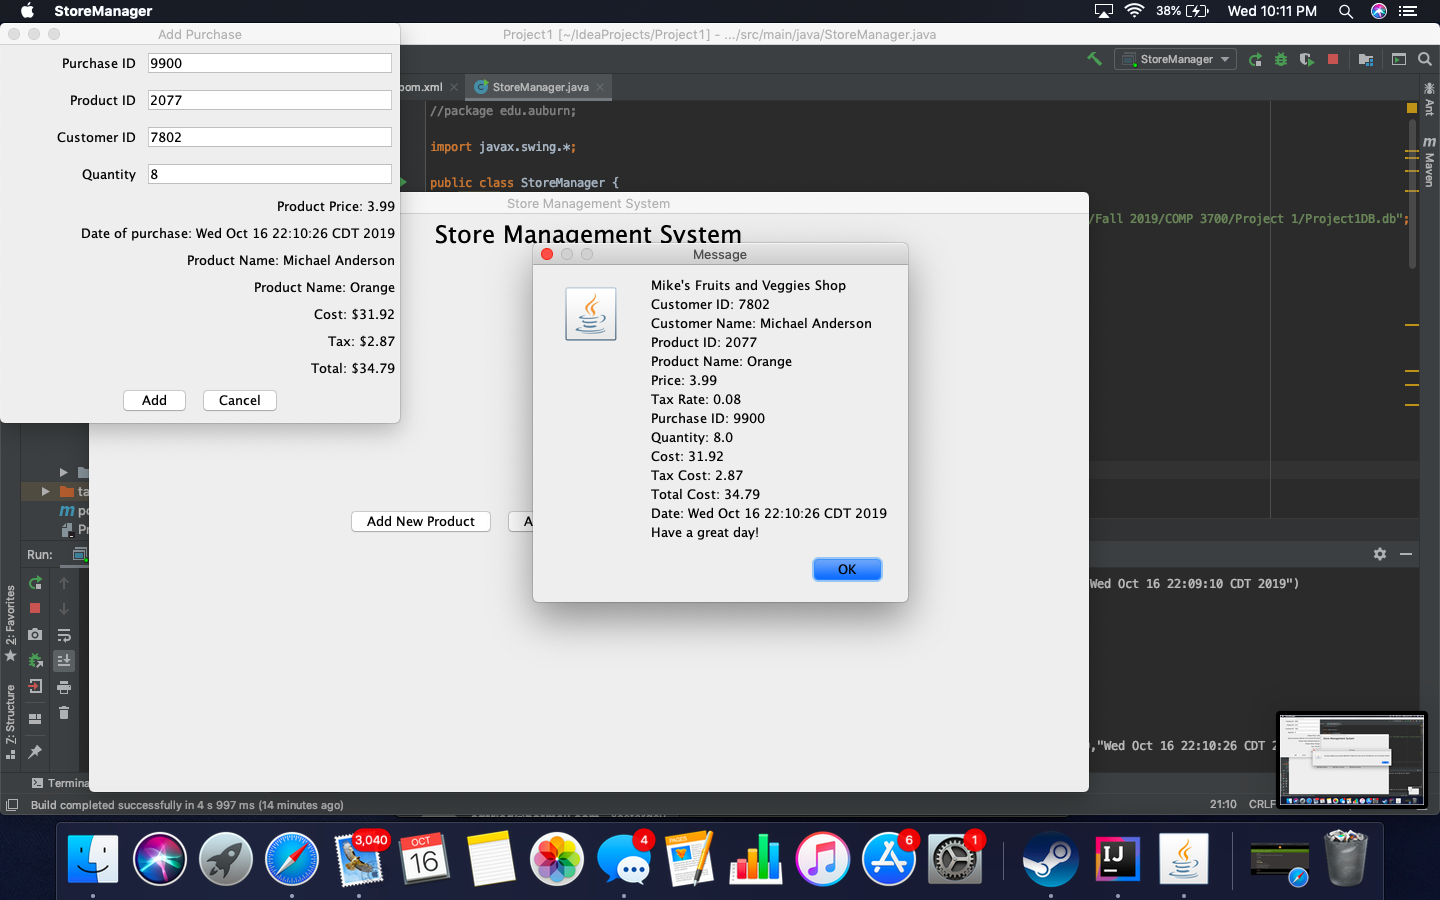 StoreManager
38%
Wed 10:11 PM
Add Purchase
Project1 [~/IdeaProjects/Project1] - .../src/main/java/StoreManager.java
Purchase ID 9900
Product ID 2077
Customer ID 7802
Quantity 8
Product Price: 3.99
Date of purchase: Wed Oct 16 22:10:26 CDT 2019
Product Name: Michael Anderson
Product Name: Orange
Cost: $31.92
Tax: $2.87
Total: $34.79
Add
Cancel
StoreManager
pom.xml
StoreManager.java
Ant
Maven
//package edu.auburn;
import javax.swing.*;
public class StoreManager {
/Fall 2019/COMP 3700/Project 1/Project1DB.db";
Store Management System
Store Management System
Add New Product
A
Message
Mike's Fruits and Veggies Shop
Customer ID: 7802
Customer Name: Michael Anderson
Product ID: 2077
Product Name: Orange
Price: 3.99
Tax Rate: 0.08
Purchase ID: 9900
Quantity: 8.0
Cost: 31.92
Tax Cost: 2.87
Total Cost: 34.79
Date: Wed Oct 16 22:10:26 CDT 2019
Have a great day!
OK
ta
po
Pr
Run:
Wed Oct 16 22:09:10 CDT 2019")
,"Wed Oct 16 22:10:26 CDT 2
2: Favorites
Z: Structure
Termina
Build completed successfully in 4 s 997 ms (14 minutes ago)
21:10
CRLF
3,040
OCT
16
4
PAGES
6
1
IJ